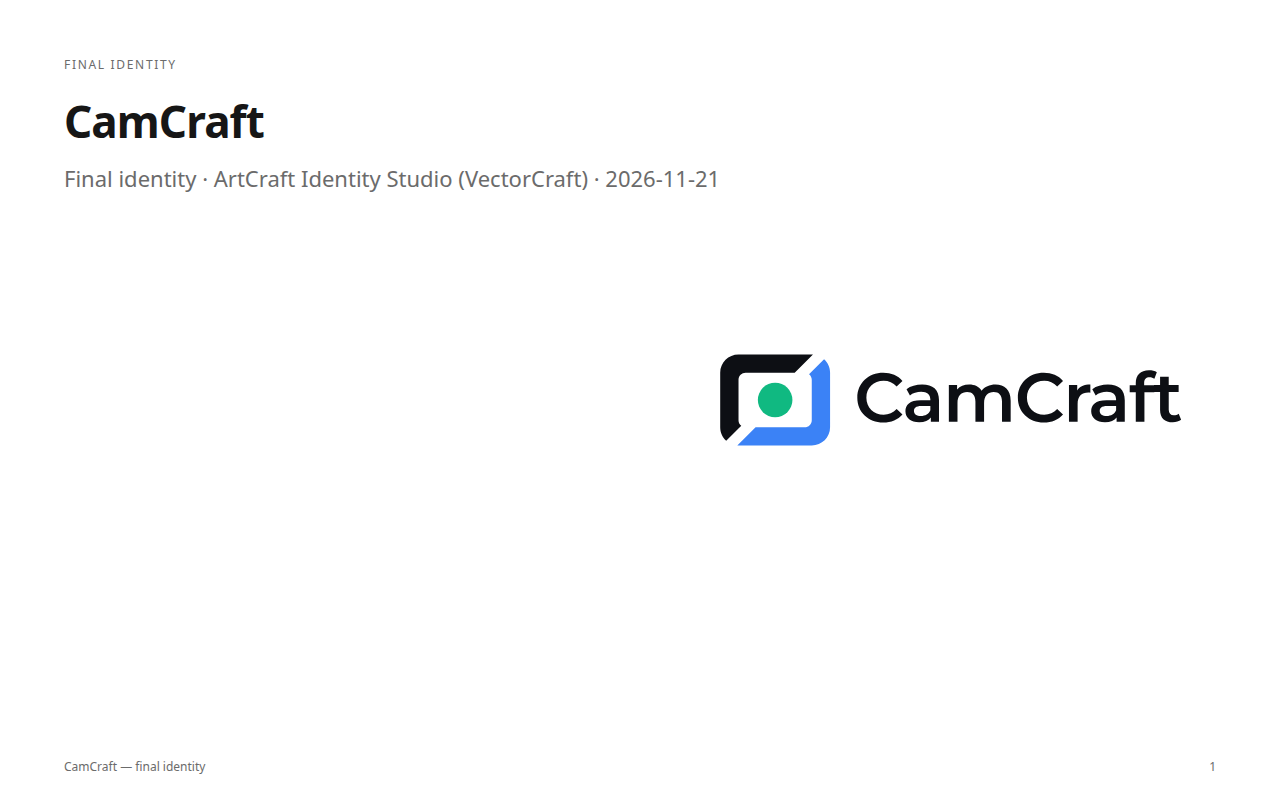 FINAL IDENTITY
CamCraft
Final identity · ArtCraft Identity Studio (VectorCraft) · 2026-11-21
CamCraft
CamCraft — final identity
1